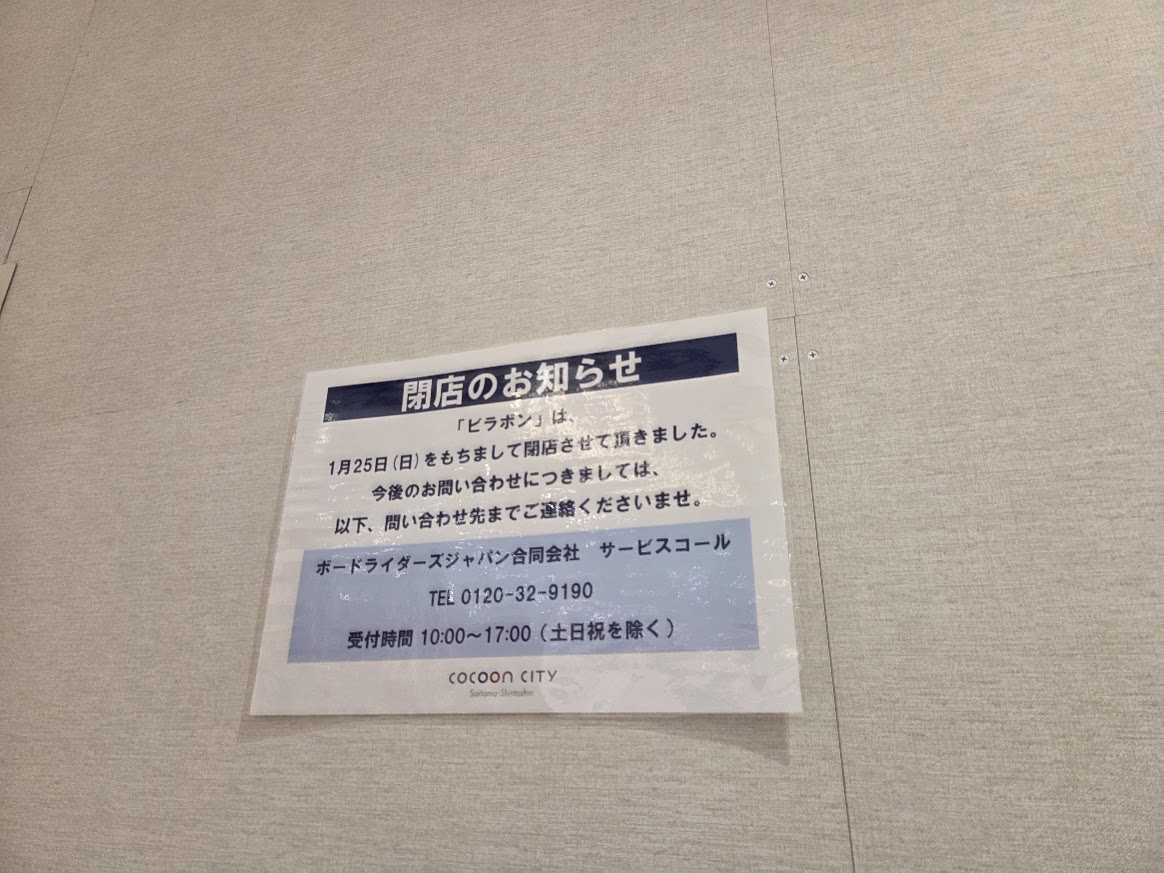 閉店のお知らせ
「ビラボン」は、
1月25日(日)をもちまして閉店させて頂きました。
今後のお問い合わせにつきましては、
以下、問い合わせ先までご連絡くださいませ。
ボードライダーズジャパン合同会社　サービスコール
TEL 0120-32-9190
受付時間 10:00～17:00（土日祝を除く）
COCOON CITY
Saitama-Shintoshin